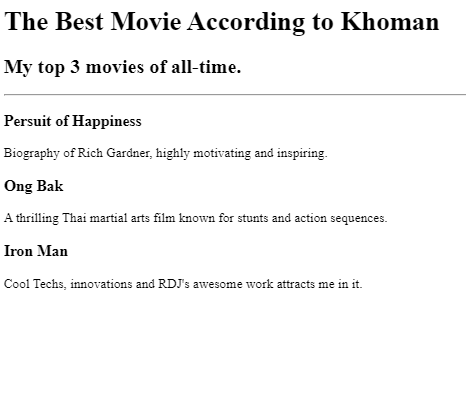 The Best Movie According to Khoman
My top 3 movies of all-time.
Persuit of Happiness
Biography of Rich Gardner, highly motivating and inspiring.
Ong Bak
A thrilling Thai martial arts film known for stunts and action sequences.
Iron Man
Cool Techs, innovations and RDJ's awesome work attracts me in it.